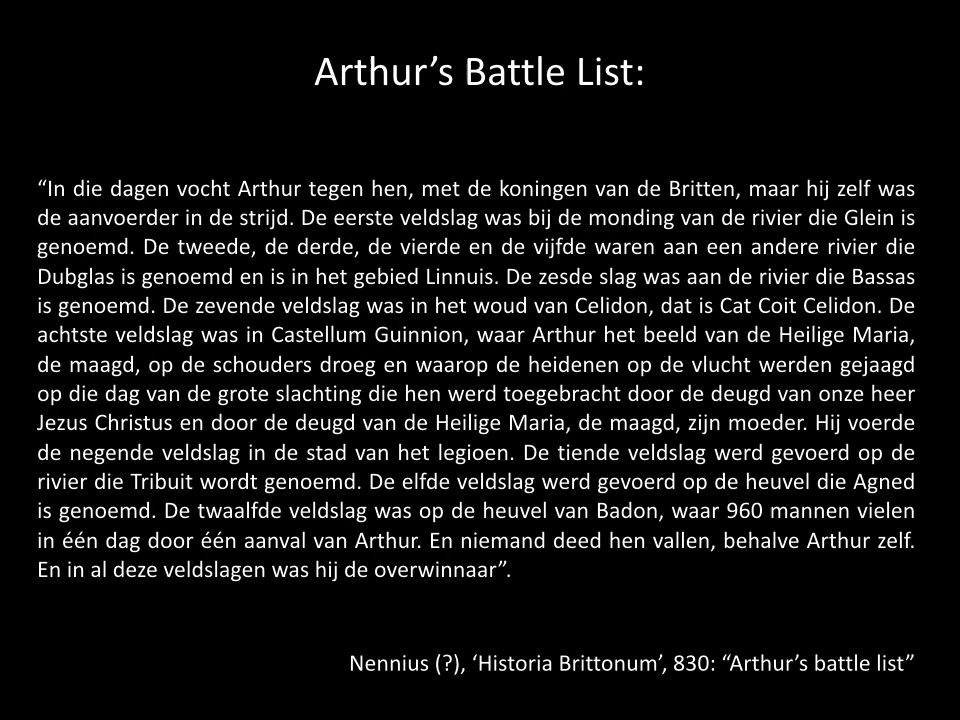 Arthur’s Battle List:
“In die dagen vocht Arthur tegen hen, met de koningen van de Britten, maar hij zelf was
de aanvoerder in de strijd. De eerste veldslag was bij de monding van de rivier die Glein is
genoemd. De tweede, de derde, de vierde en de vijfde waren aan een andere rivier die
Dubglas is genoemd en is in het gebied Linnuis. De zesde slag was aan de rivier die Bassas
is genoemd. De zevende veldslag was in het woud van Celidon, dat is Cat Coit Celidon. De
achtste veldslag was in Castellum Guinnion, waar Arthur het beeld van de Heilige Maria,
de maagd, op de schouders droeg en waarop de heidenen op de vlucht werden gejaagd
op die dag van de grote slachting die hen werd toegebracht door de deugd van onze heer
Jezus Christus en door de deugd van de Heilige Maria, de maagd, zijn moeder. Hij voerde
de negende veldslag in de stad van het legioen. De tiende veldslag werd gevoerd op de
rivier die Tribuit wordt genoemd. De elfde veldslag werd gevoerd op de heuvel die Agned
is genoemd. De twaalfde veldslag was op de heuvel van Badon, waar 960 mannen vielen
in één dag door één aanval van Arthur. En niemand deed hen vallen, behalve Arthur zelf.
En in al deze veldslagen was hij de overwinnaar”.
Nennius (?), ‘Historia Brittonum’, 830: “Arthur’s battle list”